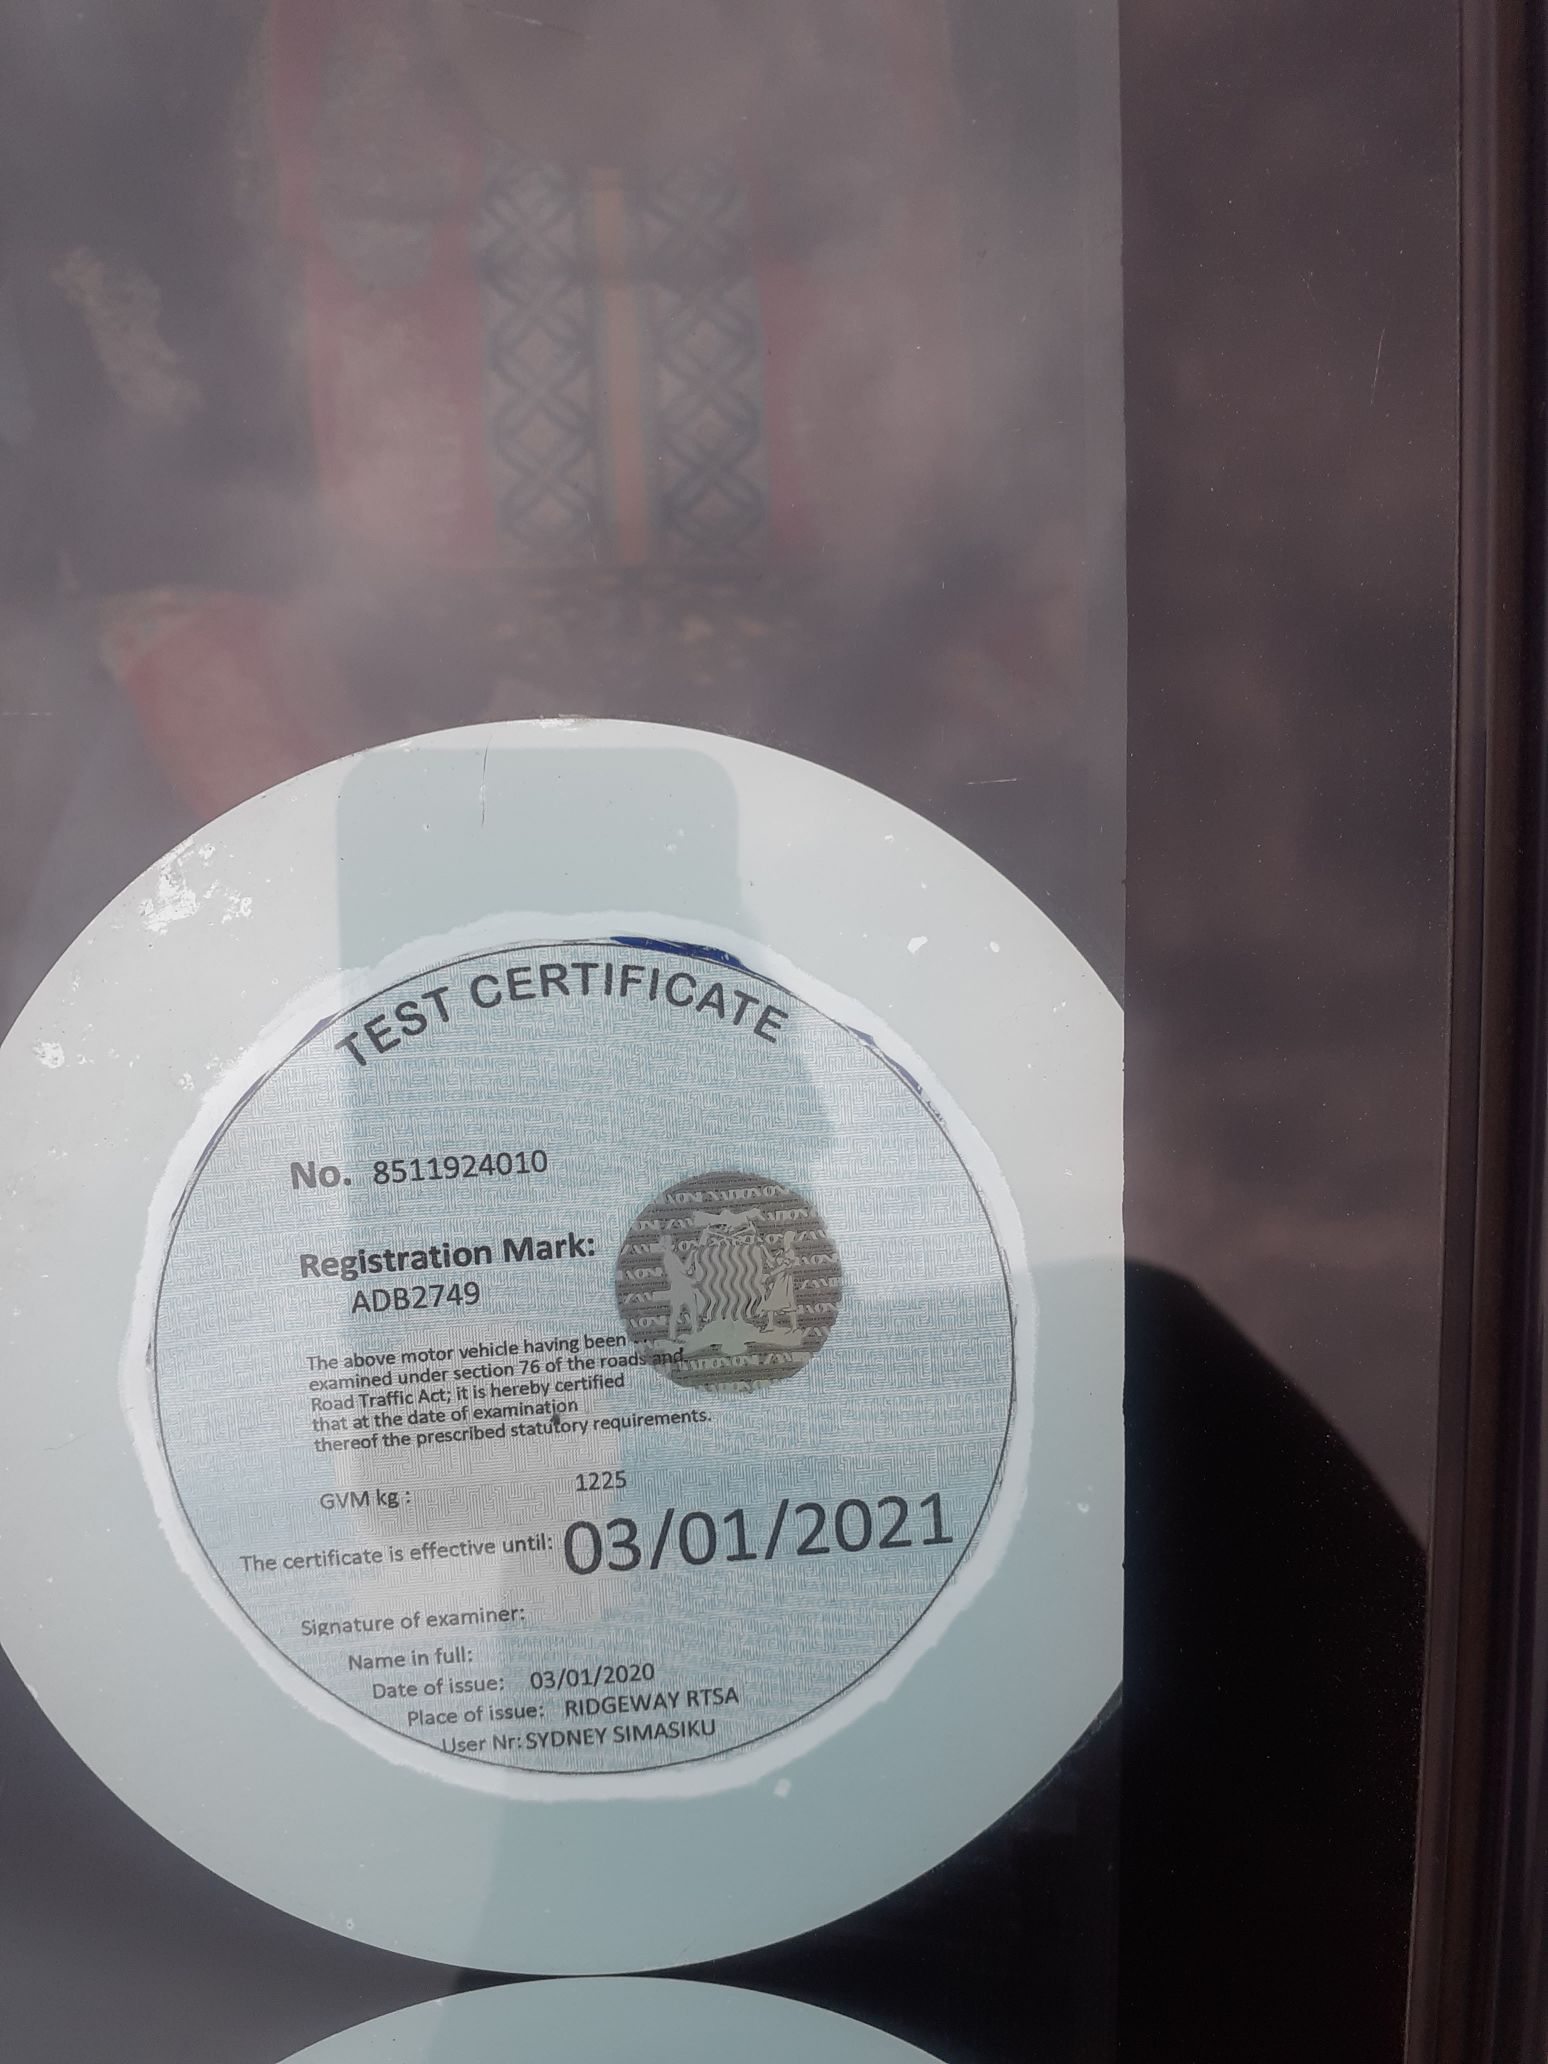 TEST CERTIFICATE
No. 8511924010
Registration Mark:
ADB2749
The above motor vehicle having been
examined under section 76 of the roads and
Road Traffic Act; it is hereby certified
that at the date of examination
thereof the prescribed statutory requirements.
GVM kg : 1225
The certificate is effective until: 03/01/2021
Signature of examiner:
Name in full:
Date of issue: 03/01/2020
Place of issue: RIDGEWAY RTSA
User Nr: SYDNEY SIMASIKU